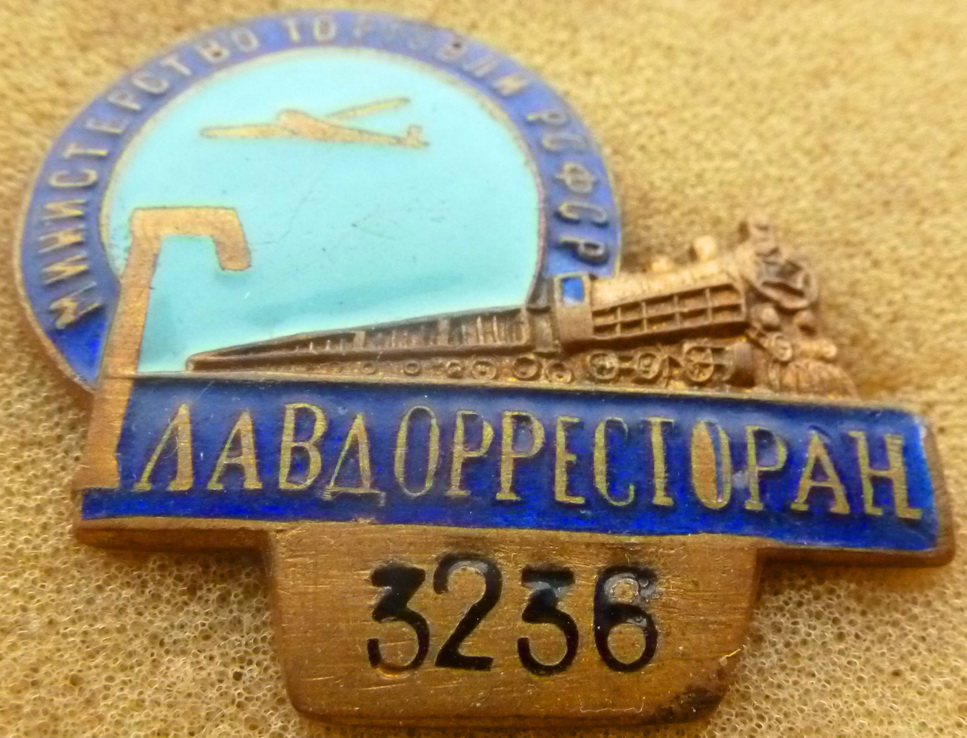 МИНИСТЕРСТВО ТОРГОВЛИ РСФСР
ГЛАВДОРРЕСТОРАН
3236